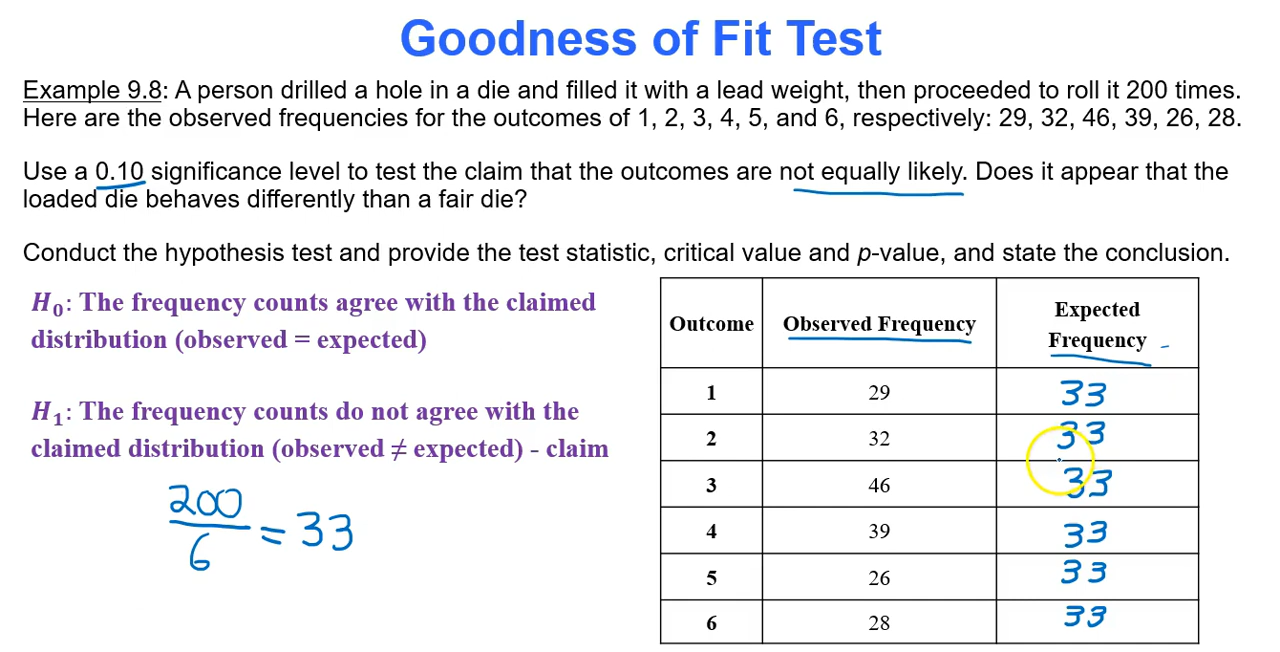 Goodness of Fit Test
Example 9.8: A person drilled a hole in a die and filled it with a lead weight, then proceeded to roll it 200 times.
Here are the observed frequencies for the outcomes of 1, 2, 3, 4, 5, and 6, respectively: 29, 32, 46, 39, 26, 28.
Use a 0.10 significance level to test the claim that the outcomes are not equally likely. Does it appear that the
loaded die behaves differently than a fair die?
Conduct the hypothesis test and provide the test statistic, critical value and p-value, and state the conclusion.
H₀: The frequency counts agree with the claimed
distribution (observed = expected)
H₁: The frequency counts do not agree with the
claimed distribution (observed ≠ expected) - claim
200
6
= 33
Outcome Observed Frequency Expected Frequency
1 29 33
2 32 33
3 46 33
4 39 33
5 26 33
6 28 33